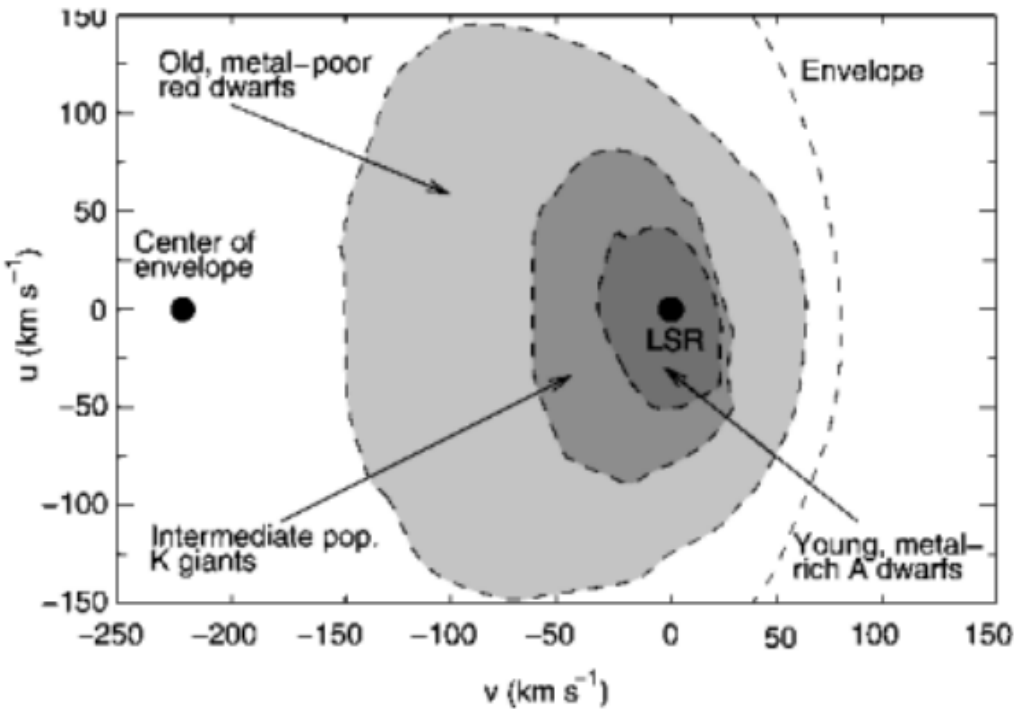 150
Old, metal-poor
red dwarfs
Envelope
100
50
Center of
envelope
0
LSR
-50
-100
Intermediate pop.
K giants
Young, metal-
rich A dwarfs
-150
-250 -200 -150 -100 -50 0 50 100 150
u (km s⁻¹)
v (km s⁻¹)